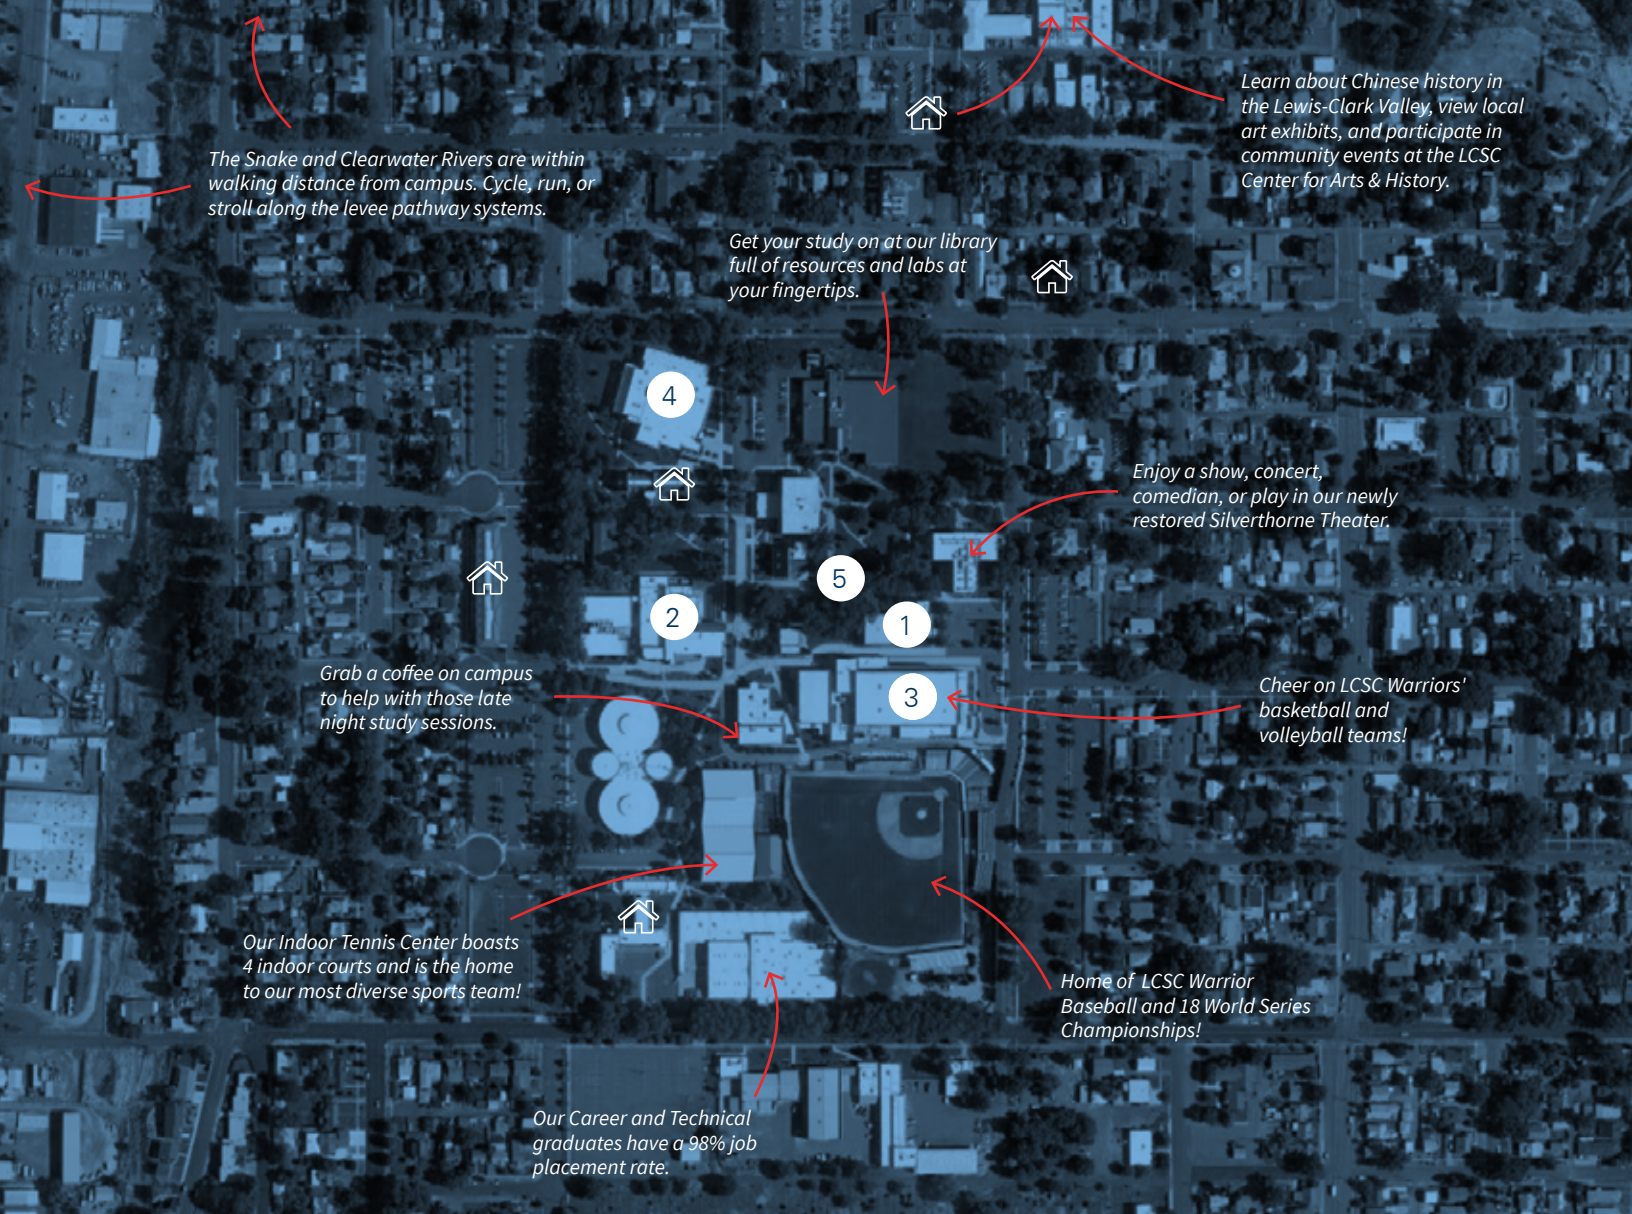 Learn about Chinese history in
the Lewis-Clark Valley, view local
art exhibits, and participate in
community events at the LCSC
Center for Arts & History.
The Snake and Clearwater Rivers are within
walking distance from campus. Cycle, run, or
stroll along the levee pathway systems.
Get your study on at our library
full of resources and labs at
your fingertips.
4
Enjoy a show, concert,
comedian, or play in our newly
restored Silverthorne Theater.
5
2
1
Grab a coffee on campus
to help with those late
night study sessions.
3
Cheer on LCSC Warriors'
basketball and
volleyball teams!
Our Indoor Tennis Center boasts
4 indoor courts and is the home
to our most diverse sports team!
Home of LCSC Warrior
Baseball and 18 World Series
Championships!
Our Career and Technical
graduates have a 98% job
placement rate.